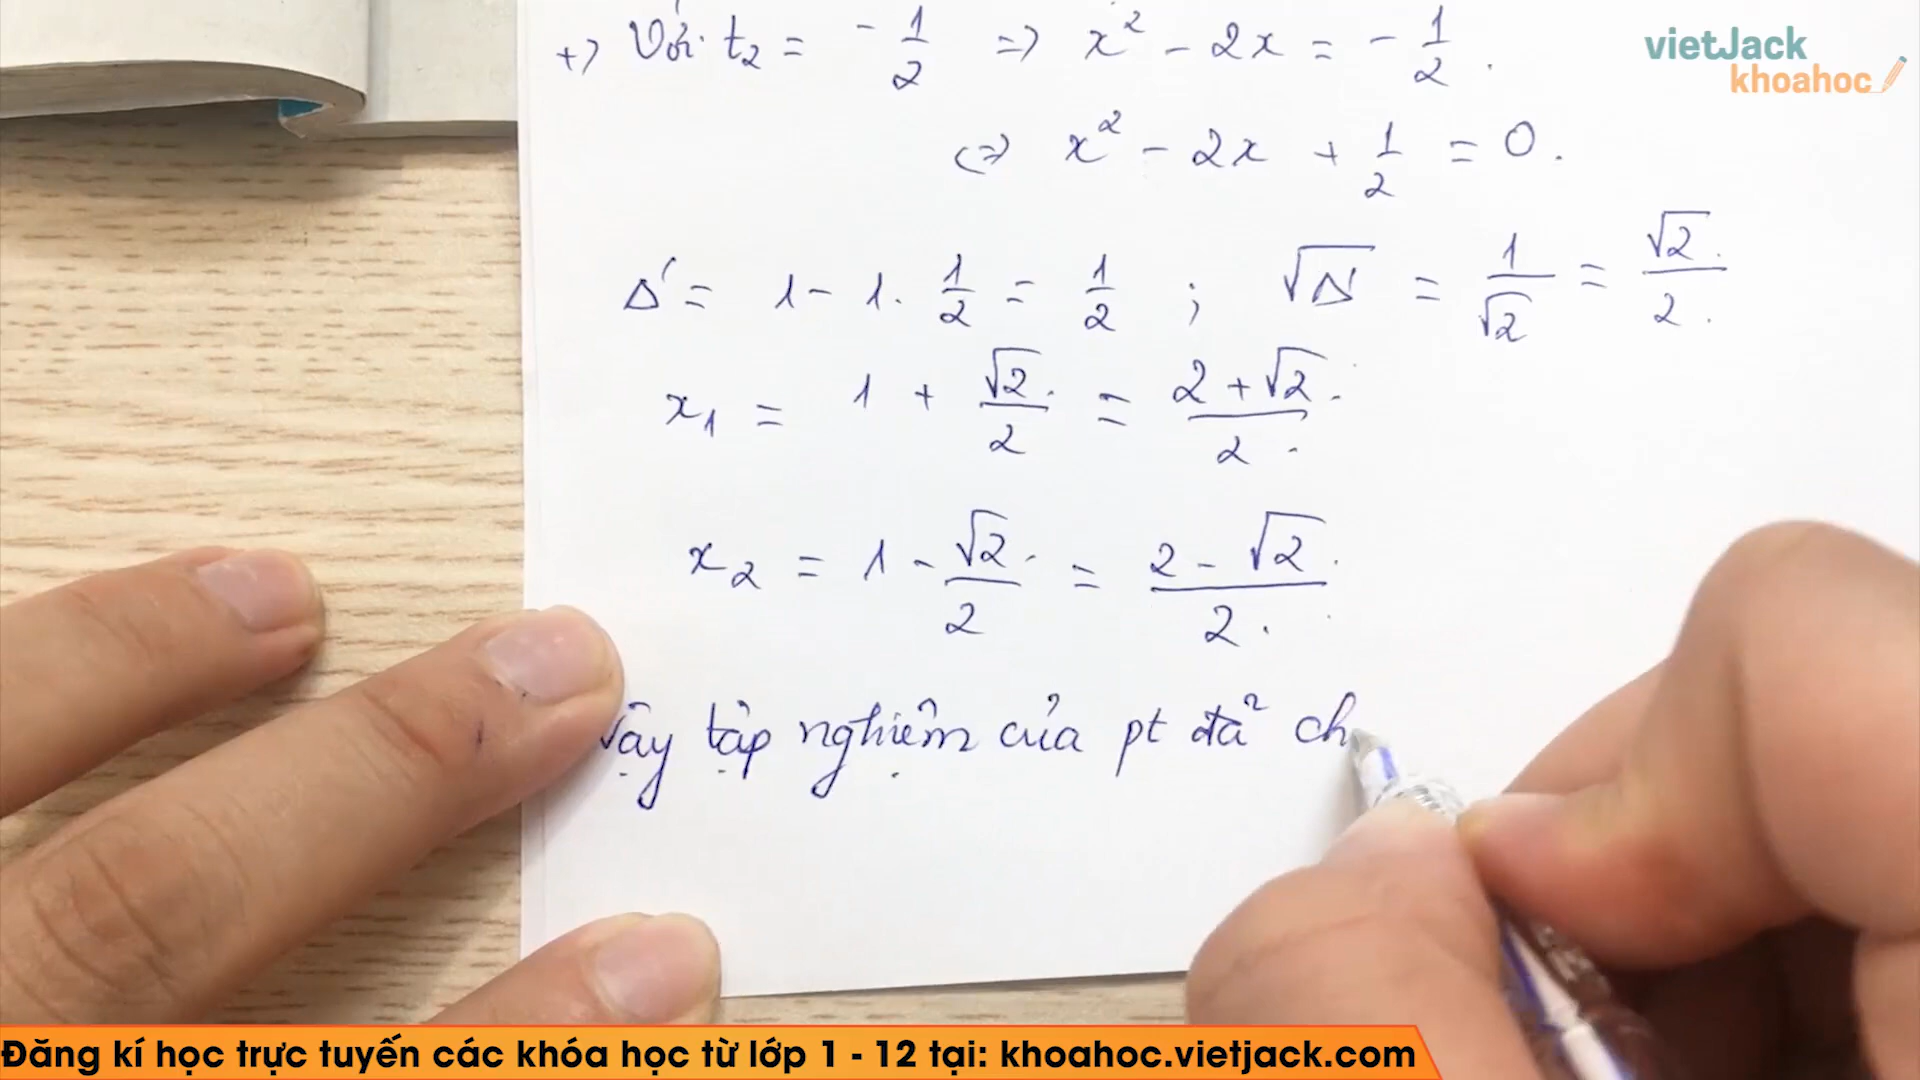 +) Với t₂ = -1/2 => x² - 2x = -1/2.
<=> x² - 2x + 1/2 = 0.
Δ' = 1 - 1. 1/2 = 1/2 ; √Δ' = 1/√2 = √2/2.
x₁ = 1 + √2/2 = (2 + √2)/2.
x₂ = 1 - √2/2 = (2 - √2)/2.
Vậy tập nghiệm của pt đã ch
vietJack
khoahoc
Đăng kí học trực tuyến các khóa học từ lớp 1 - 12 tại: khoahoc.vietjack.com